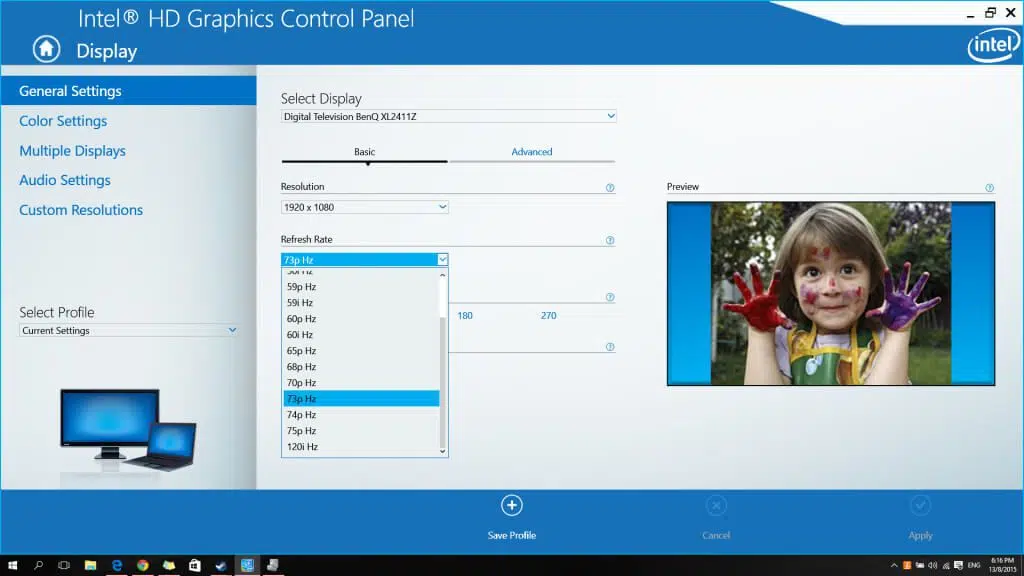 Intel® HD Graphics Control Panel
Display
intel
General Settings
Color Settings
Multiple Displays
Audio Settings
Custom Resolutions
Select Profile
Current Settings
Select Display
Digital Television BenQ XL2411Z
Basic
Advanced
Resolution
?
1920 x 1080
Refresh Rate
?
73p Hz
59p Hz
59i Hz
60p Hz
60i Hz
65p Hz
68p Hz
70p Hz
73p Hz
74p Hz
75p Hz
120i Hz
?
180
270
?
Preview
?
Save Profile
Cancel
Apply
ENG
6:16 PM
13/8/2015